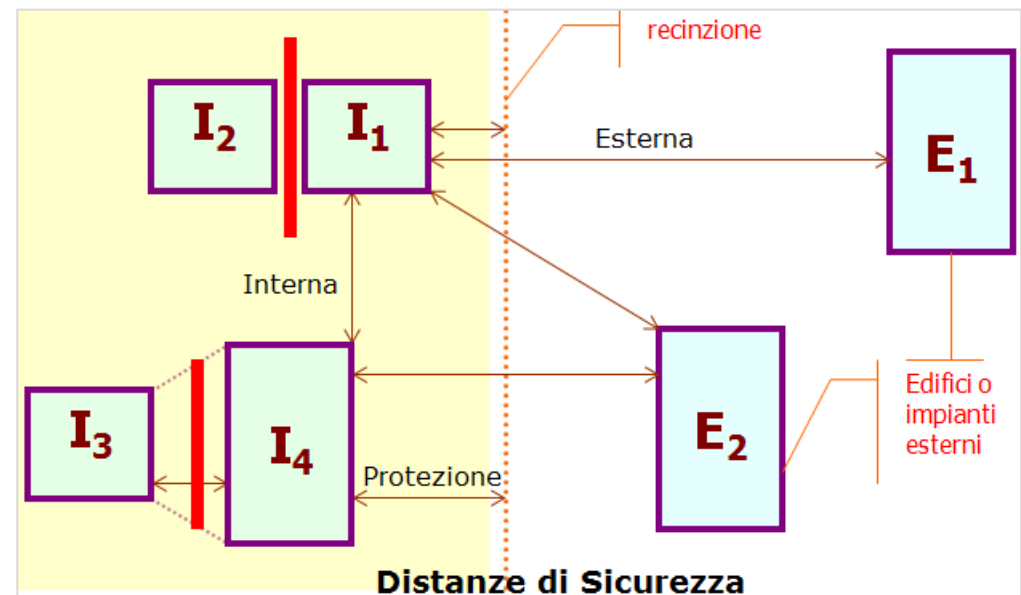 recinzione
I₂
I₁
Esterna
E₁
Interna
I₃
I₄
E₂
Edifici o
impianti
esterni
Protezione
Distanze di Sicurezza